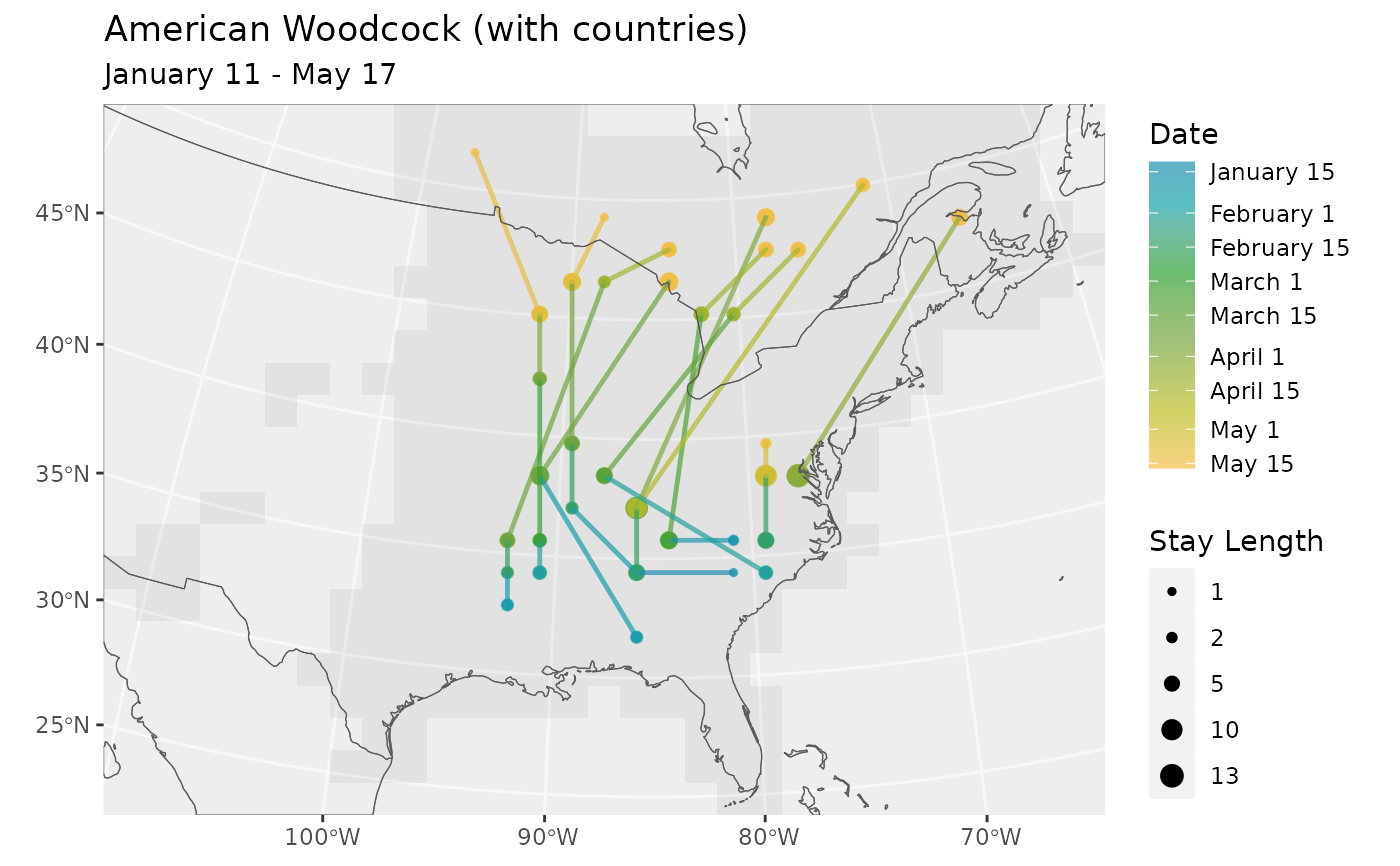 American Woodcock (with countries)
January 11 - May 17
45°N
40°N
35°N
30°N
25°N
100°W
90°W
80°W
70°W
Date
January 15
February 1
February 15
March 1
March 15
April 1
April 15
May 1
May 15
Stay Length
1
2
5
10
13